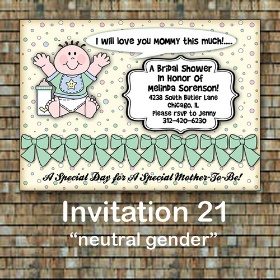 I will love you MOMMY this much!.....
A Bridal Shower
In Honor Of
Melinda Sorenson!
4238 South Butler Lane
Chicago, IL
Please rsvp to Jenny
312-420-6230
A Special Day for A Special Mother-To-Be!
Invitation 21
"neutral gender"